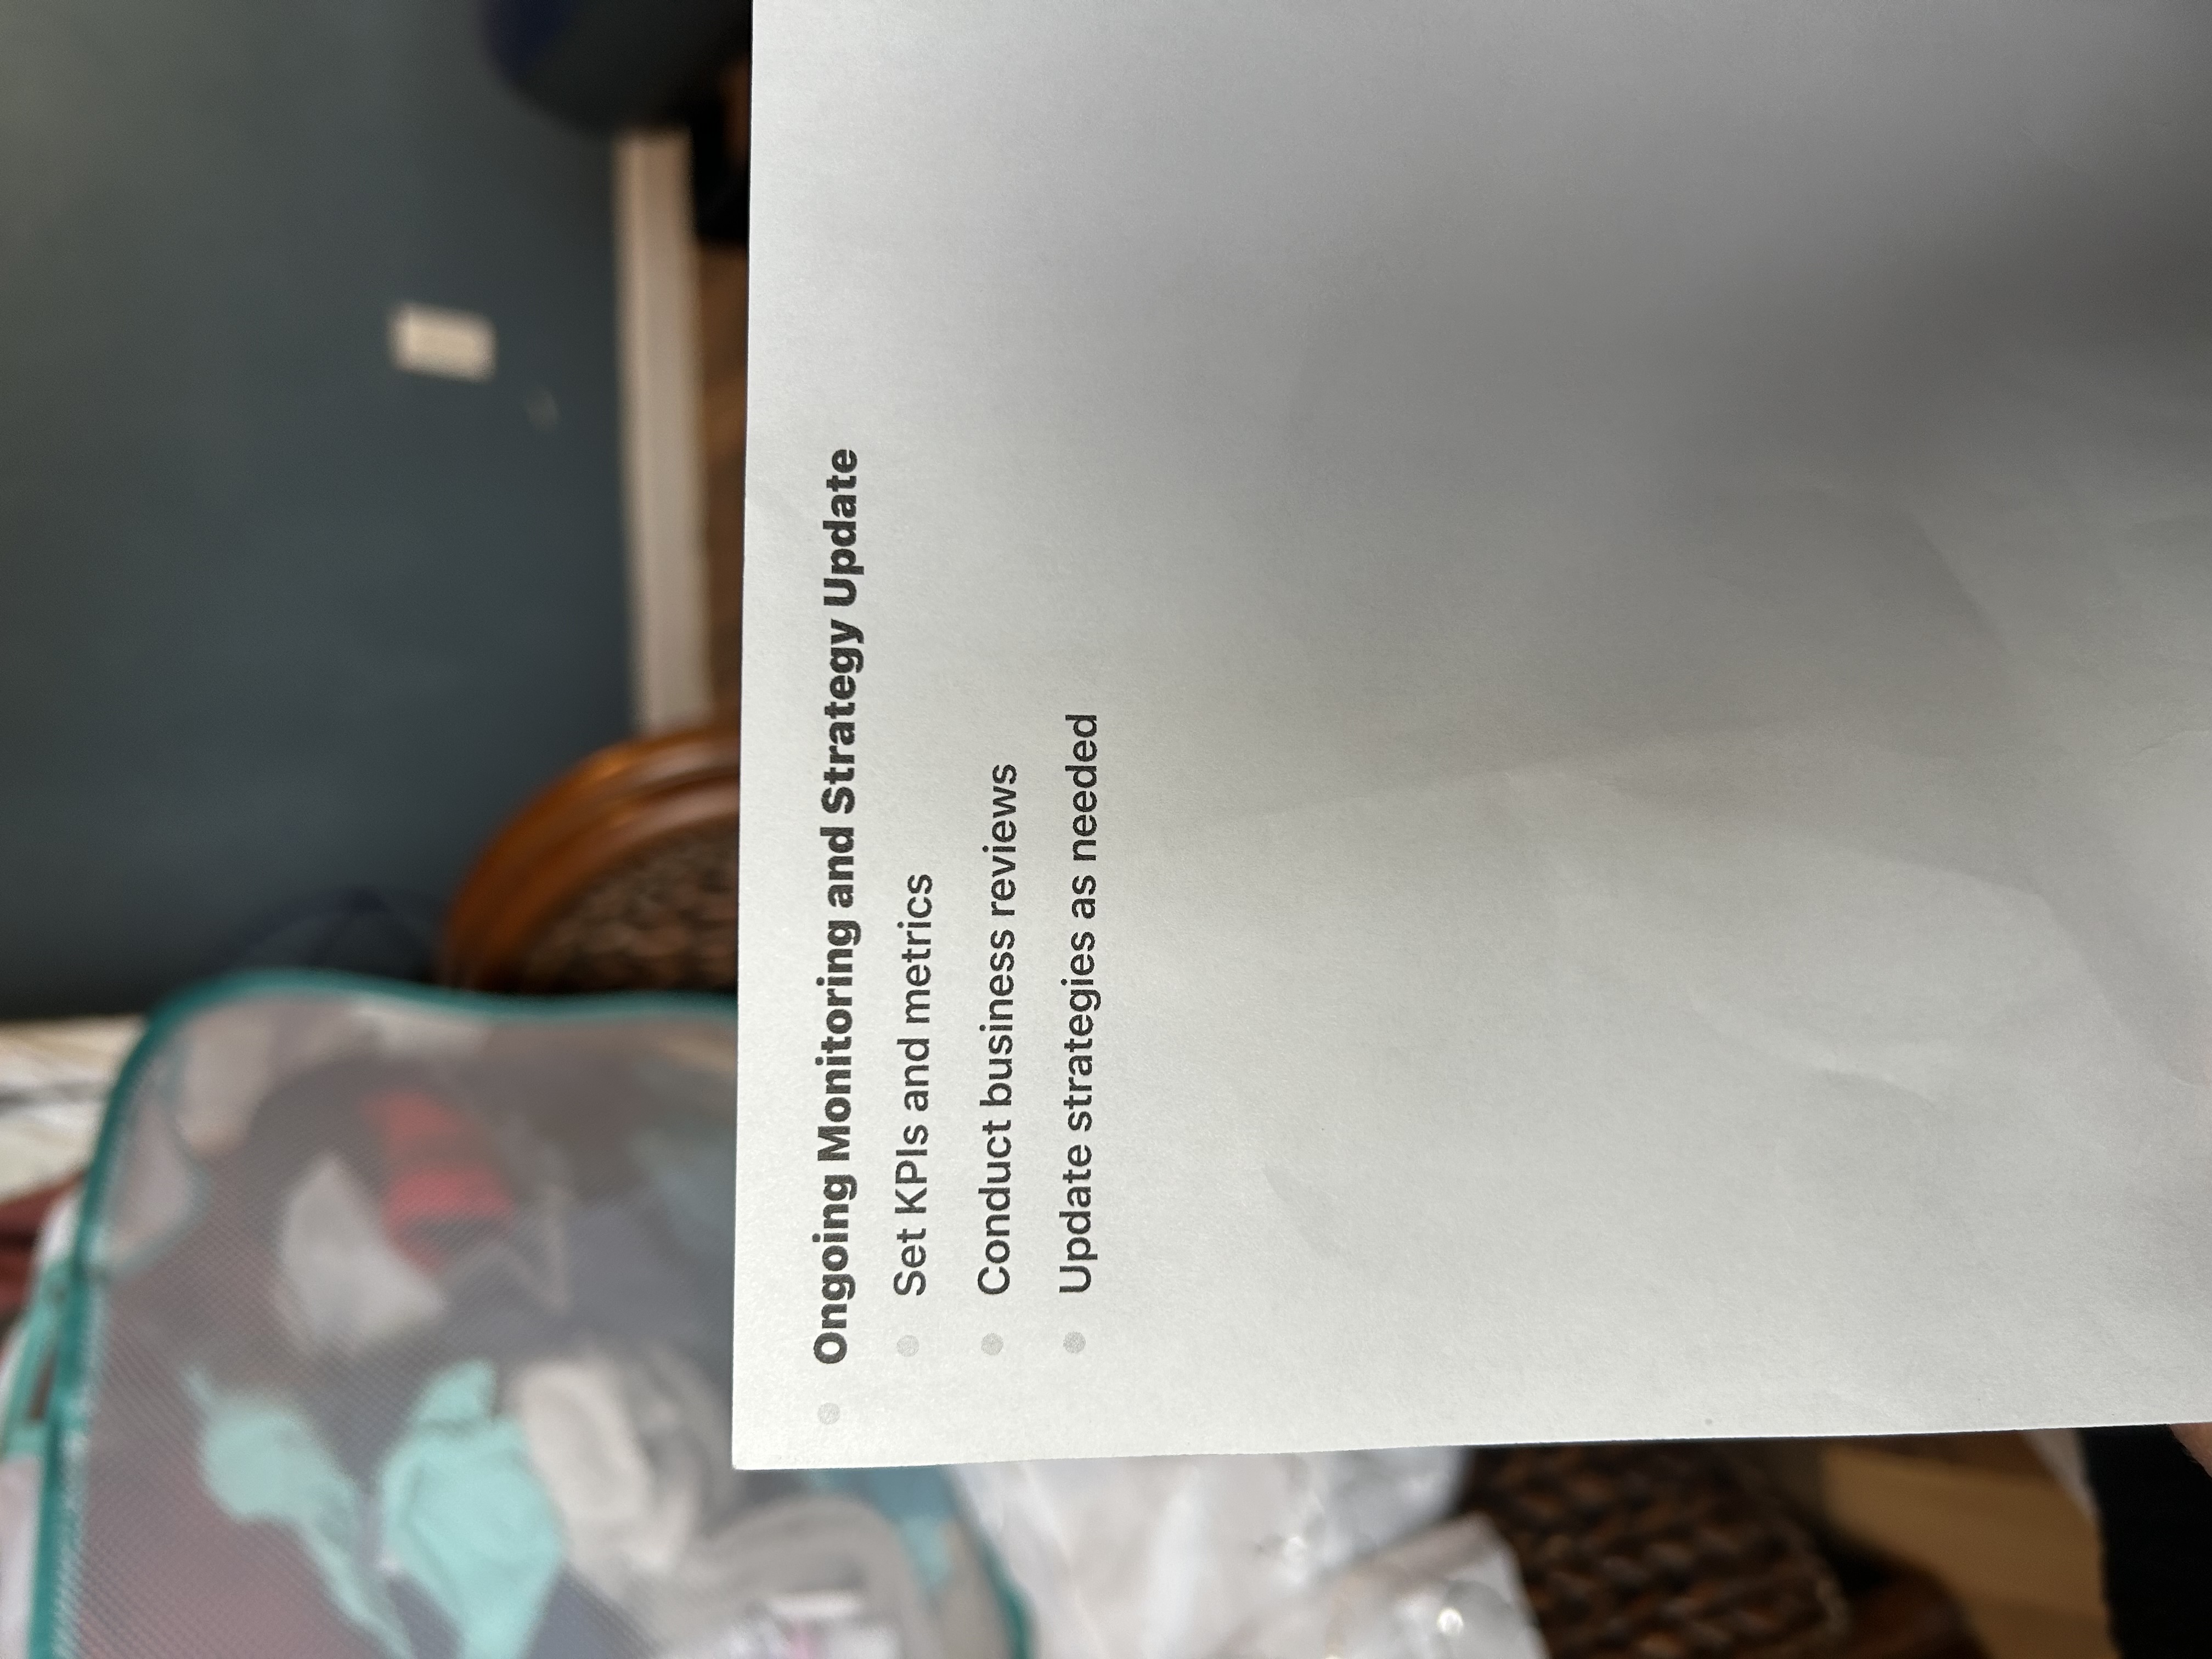 Ongoing Monitoring and Strategy Update
Set KPIs and metrics
Conduct business reviews
Update strategies as needed